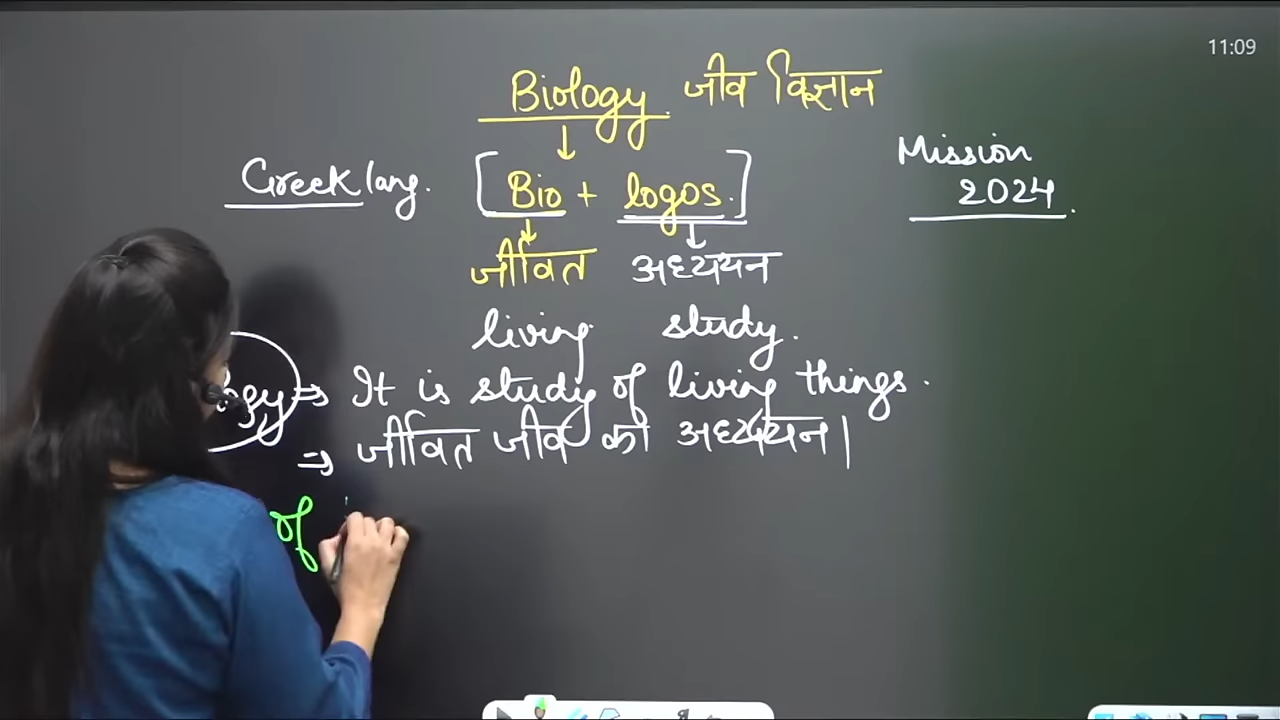 11:09
Biology जीव विज्ञान
Greek lang. [Bio + logos.]
Mission
2024
जीवित अध्ययन
living study.
⇒ It is study of living things.
⇒ जीवित जीव का अध्ययन।
of